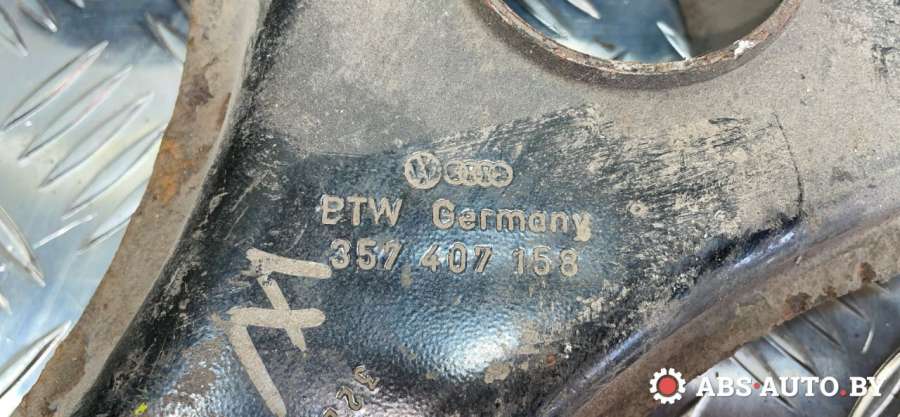 BTW Germany
357 407 158
ABS-AUTO.BY